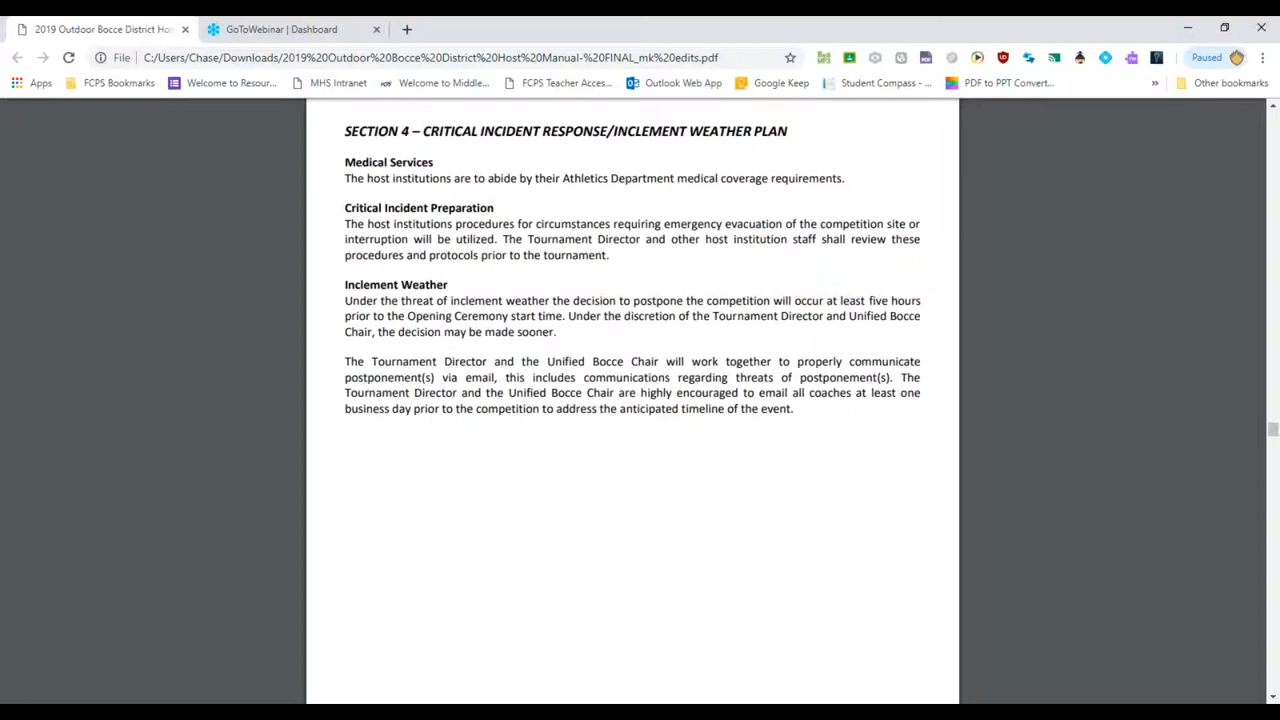 2019 Outdoor Bocce District Hos
GoToWebinar | Dashboard
File
C:/Users/Chase/Downloads/2019%20Outdoor%20Bocce%20District%20Host%20Manual-%20FINAL_mk%20edits.pdf
Paused
Apps
FCPS Bookmarks
Welcome to Resour...
MHS Intranet
Welcome to Middle...
FCPS Teacher Acces...
Outlook Web App
Google Keep
Student Compass - ...
PDF to PPT Convert...
»
Other bookmarks
SECTION 4 – CRITICAL INCIDENT RESPONSE/INCLEMENT WEATHER PLAN
Medical Services
The host institutions are to abide by their Athletics Department medical coverage requirements.
Critical Incident Preparation
The host institutions procedures for circumstances requiring emergency evacuation of the competition site or
interruption will be utilized. The Tournament Director and other host institution staff shall review these
procedures and protocols prior to the tournament.
Inclement Weather
Under the threat of inclement weather the decision to postpone the competition will occur at least five hours
prior to the Opening Ceremony start time. Under the discretion of the Tournament Director and Unified Bocce
Chair, the decision may be made sooner.
The Tournament Director and the Unified Bocce Chair will work together to properly communicate
postponement(s) via email, this includes communications regarding threats of postponement(s). The
Tournament Director and the Unified Bocce Chair are highly encouraged to email all coaches at least one
business day prior to the competition to address the anticipated timeline of the event.